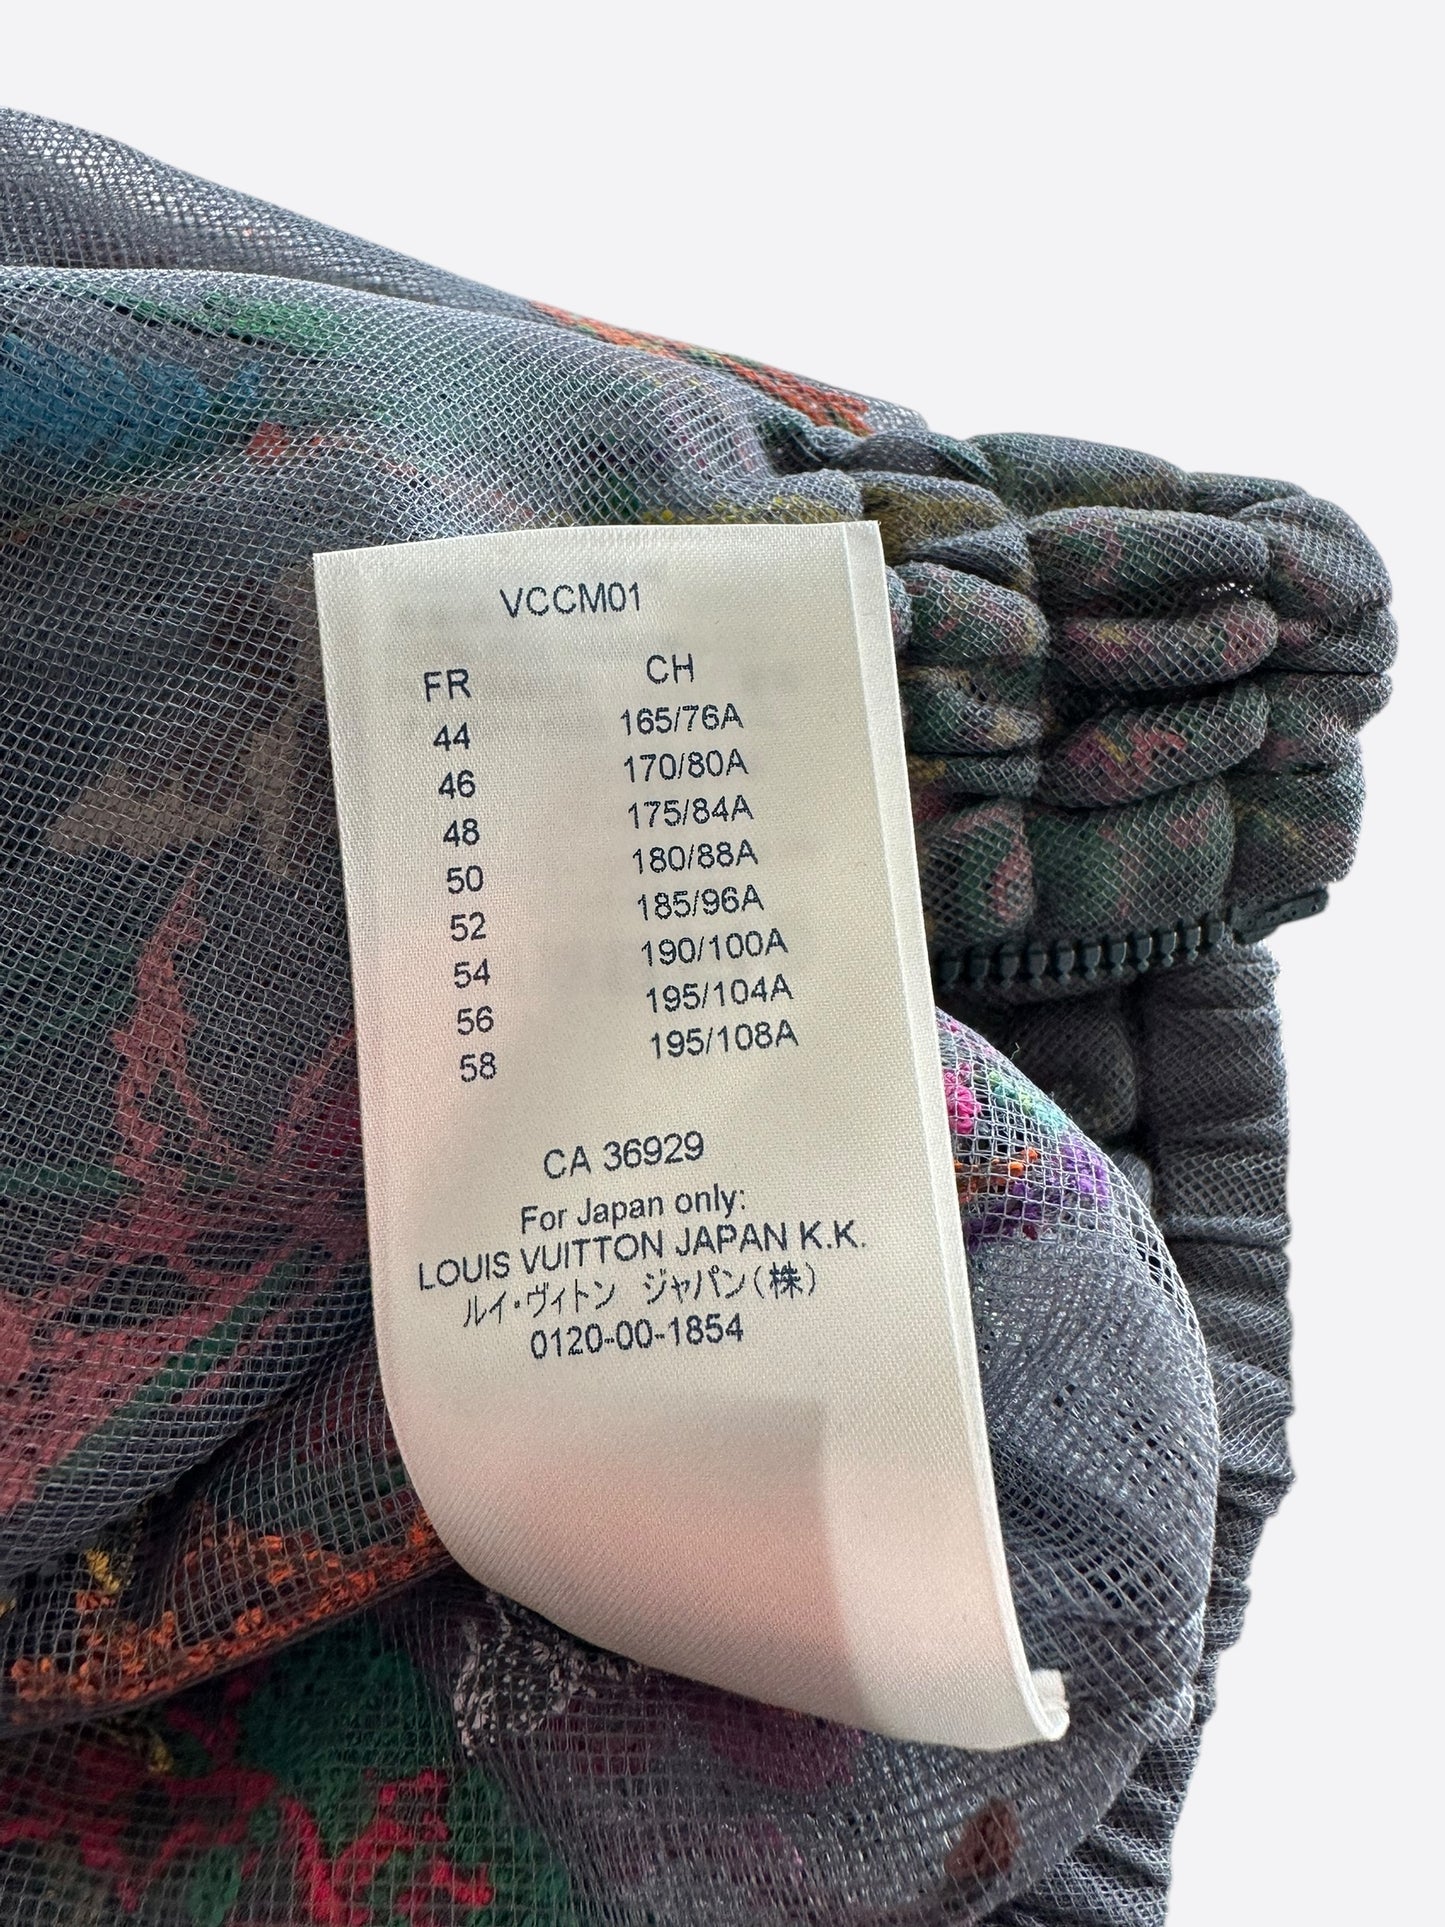 VCCM01
FR CH
44 165/76A
46 170/80A
48 175/84A
50 180/88A
52 185/96A
54 190/100A
56 195/104A
58 195/108A
CA 36929
For Japan only:
LOUIS VUITTON JAPAN K.K.
ルイ・ヴィトン ジャパン(株)
0120-00-1854